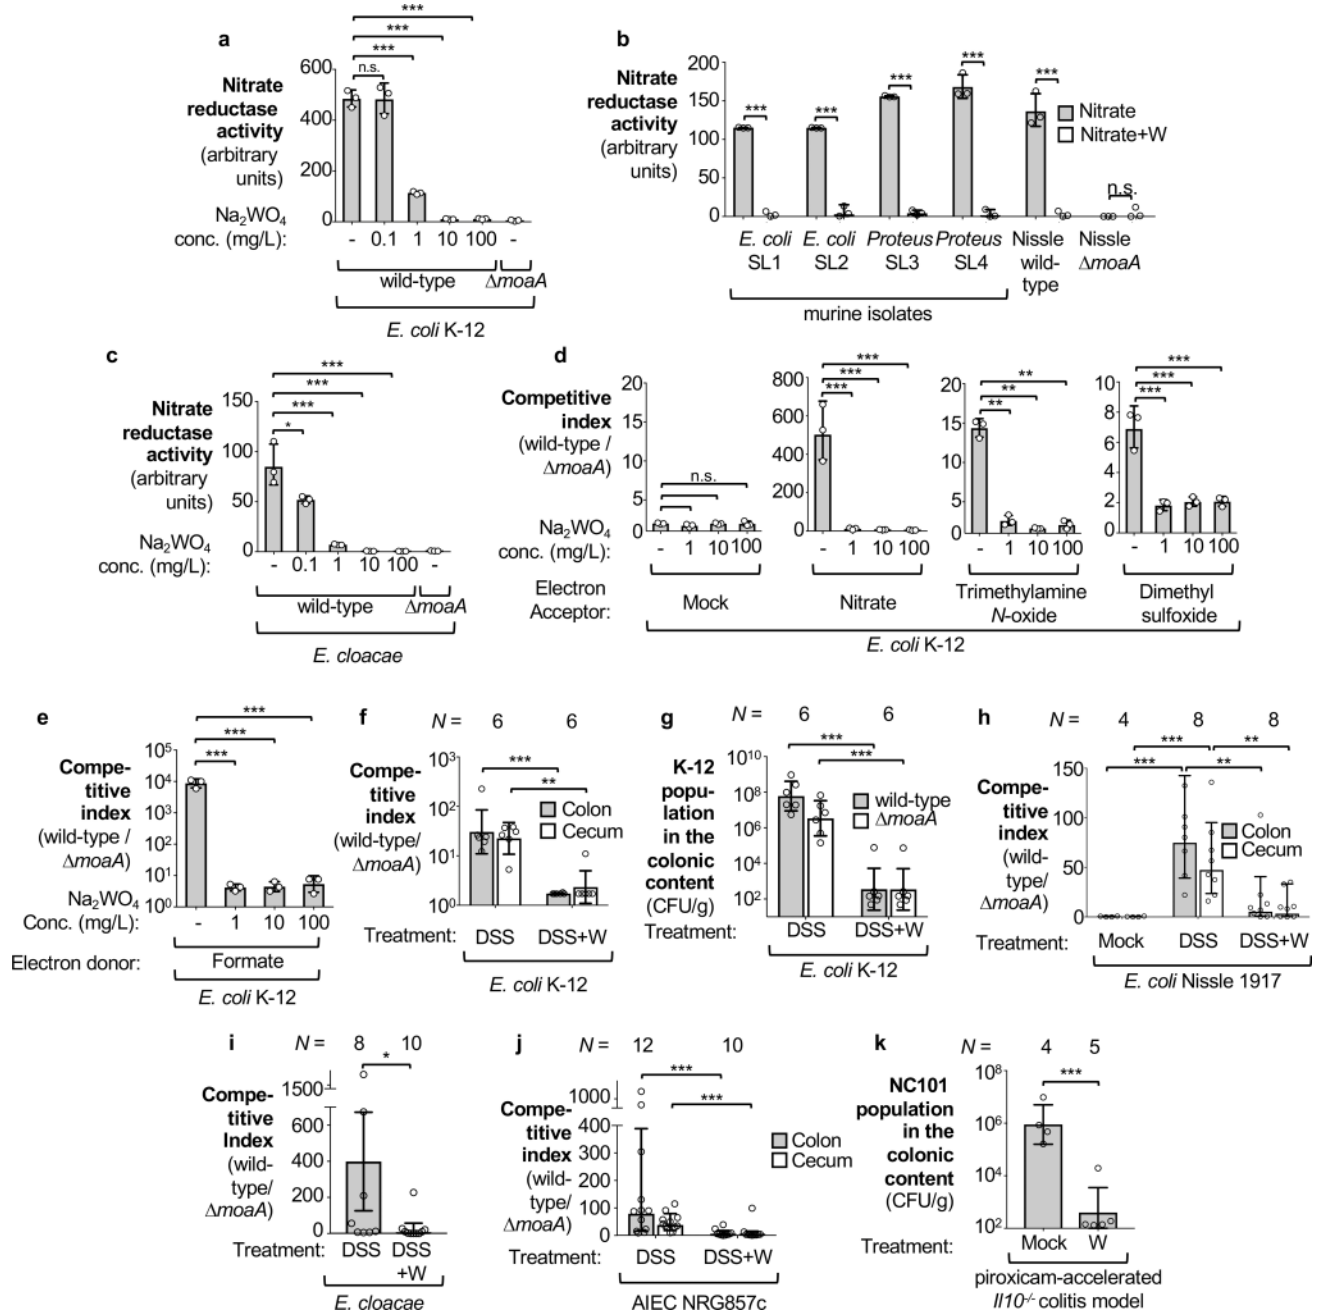 a
Nitrate
reductase
activity
(arbitrary
units)
600
400
200
0
***
***
***
n.s.
Na2WO4
conc. (mg/L):
- 0.1 1 10 100 -
wild-type ΔmoaA
E. coli K-12
b
Nitrate
reductase
activity
(arbitrary
units)
200
150
100
50
0
*** *** *** *** *** n.s.
Nitrate
Nitrate+W
E. coli E. coli Proteus Proteus Nissle Nissle
SL1 SL2 SL3 SL4 wild- ΔmoaA
type
murine isolates
c
Nitrate
reductase
activity
(arbitrary
units)
150
100
50
0
***
***
***
*
Na2WO4
conc. (mg/L):
- 0.1 1 10 100 -
wild-type ΔmoaA
E. cloacae
d
Competitive
index
(wild-type /
ΔmoaA)
20
15
10
5
0
n.s.
800
600
400
200
0
***
***
***
20
15
10
5
0
**
**
**
10
8
6
4
2
0
***
***
***
Na2WO4
conc. (mg/L):
- 1 10 100 - 1 10 100 - 1 10 100 - 1 10 100
Electron
Acceptor:
Mock Nitrate Trimethylamine Dimethyl
N-oxide sulfoxide
E. coli K-12
e
Compe-
titive
index
(wild-type /
ΔmoaA)
10^5
10^4
10^3
10^2
10^1
10^0
***
***
***
Na2WO4
Conc. (mg/L):
- 1 10 100
Electron donor: Formate
E. coli K-12
f
N = 6 6
Compe-
titive
index
(wild-type/
ΔmoaA)
10^3
10^2
10^1
10^0
***
**
Colon
Cecum
Treatment: DSS DSS+W
E. coli K-12
g
N = 6 6
K-12
popu-
lation
in the
colonic
content
(CFU/g)
10^10
10^8
10^6
10^4
10^2
***
***
wild-type
ΔmoaA
Treatment: DSS DSS+W
E. coli K-12
h
N = 4 8 8
Compe-
titive
index
(wild-
type/
ΔmoaA)
150
100
50
0
*** **
*** **
Colon
Cecum
Treatment: Mock DSS DSS+W
E. coli Nissle 1917
i
N = 8 10
Compe-
titive
Index
(wild-
type/
ΔmoaA)
1500
600
400
200
0
*
Treatment: DSS DSS
+W
E. cloacae
j
N = 12 10
Compe-
titive
index
(wild-
type/
ΔmoaA)
1000
400
300
200
100
0
***
***
Colon
Cecum
Treatment: DSS DSS+W
AIEC NRG857c
k
N = 4 5
NC101
population
in the
colonic
content
(CFU/g)
10^8
10^6
10^4
10^2
***
Treatment: Mock W
piroxicam-accelerated
Il10-/- colitis model